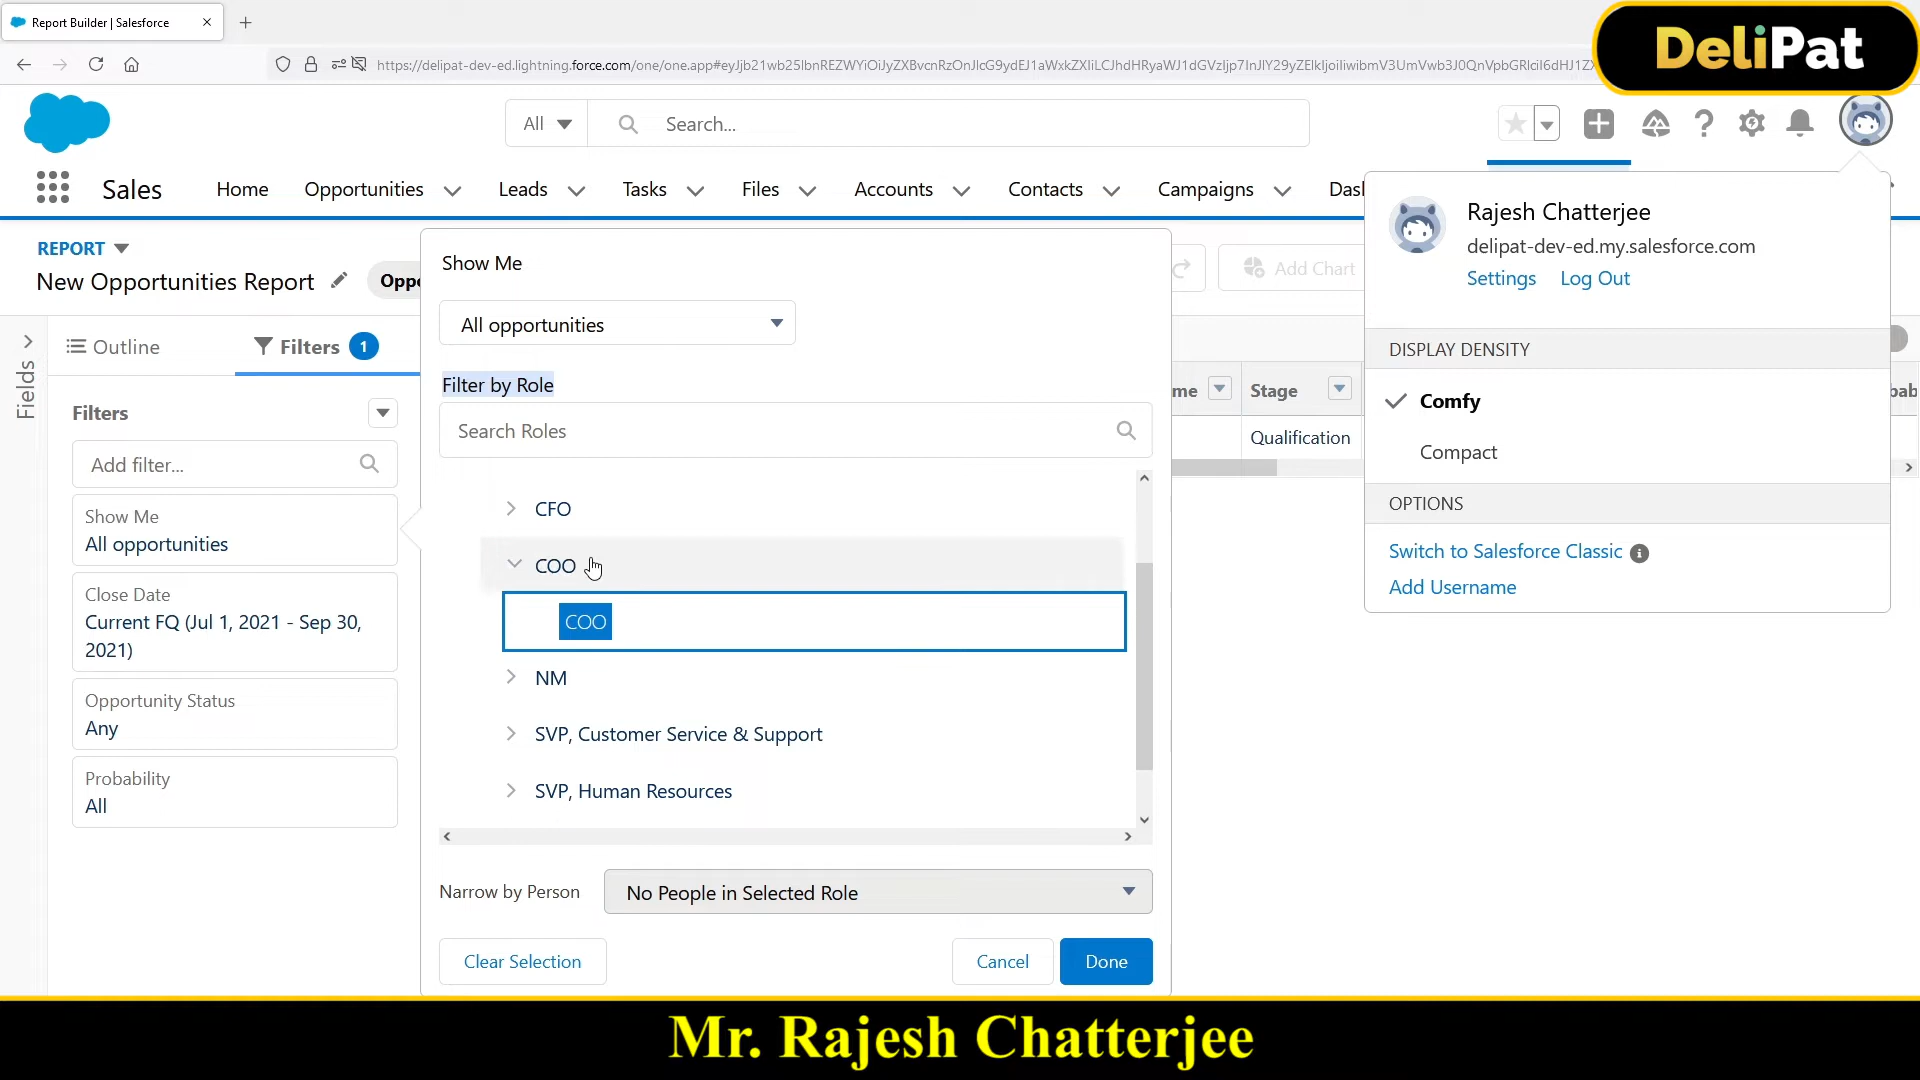 Report Builder | Salesforce
DeliPat
https://delipat-dev-ed.lightning.force.com/one/one.app#
All
Search...
Sales
Home
Opportunities
Leads
Tasks
Files
Accounts
Contacts
Campaigns
Rajesh Chatterjee
delipat-dev-ed.my.salesforce.com
Settings
Log Out
REPORT
New Opportunities Report
Show Me
Add Chart
All opportunities
Outline
Filters
1
DISPLAY DENSITY
Fields
Filter by Role
Stage
Comfy
Filters
Search Roles
Qualification
Compact
Add filter...
CFO
OPTIONS
Show Me
All opportunities
COO
Switch to Salesforce Classic
Add Username
Close Date
Current FQ (Jul 1, 2021 - Sep 30,
2021)
COO
NM
Opportunity Status
Any
SVP, Customer Service & Support
Probability
All
SVP, Human Resources
Narrow by Person
No People in Selected Role
Clear Selection
Cancel
Done
Mr. Rajesh Chatterjee